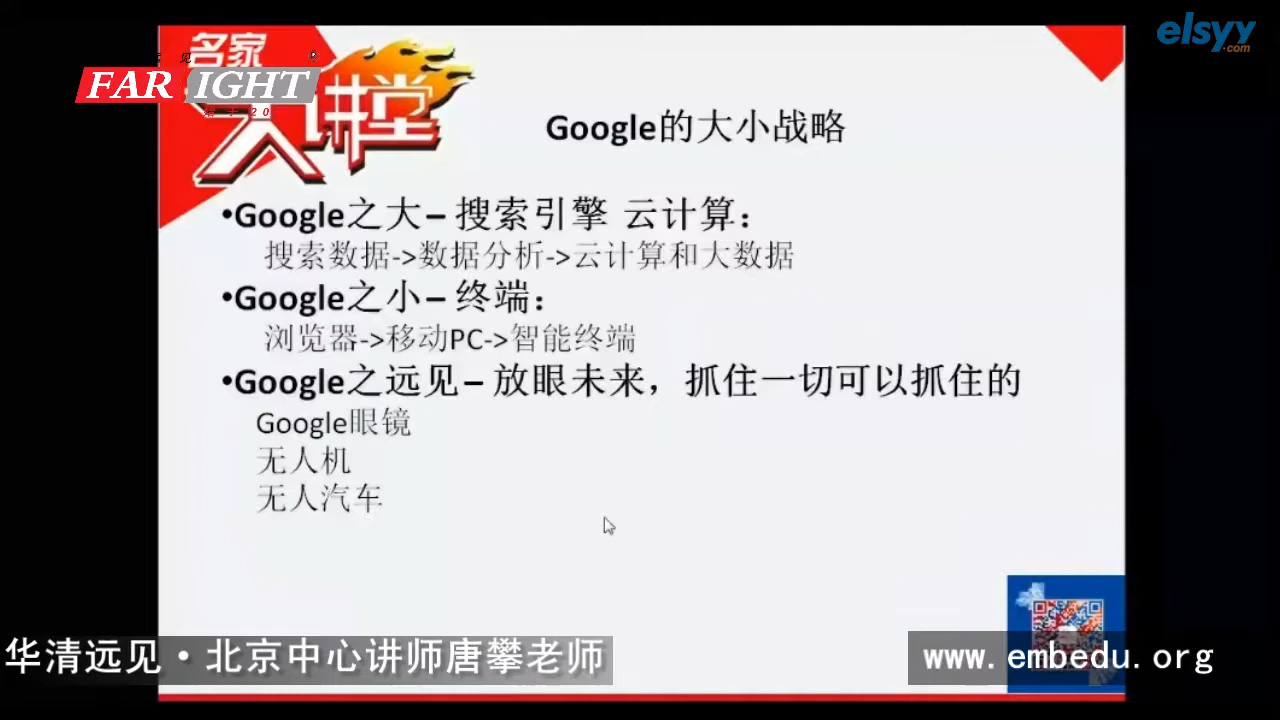 elsyy
.com
名家
FAR IGHT
大讲堂
Google的大小战略
•Google之大– 搜索引擎 云计算：
搜索数据->数据分析->云计算和大数据
•Google之小– 终端：
浏览器->移动PC->智能终端
•Google之远见– 放眼未来，抓住一切可以抓住的
Google眼镜
无人机
无人汽车
华清远见·北京中心讲师唐攀老师
www.embedu.org